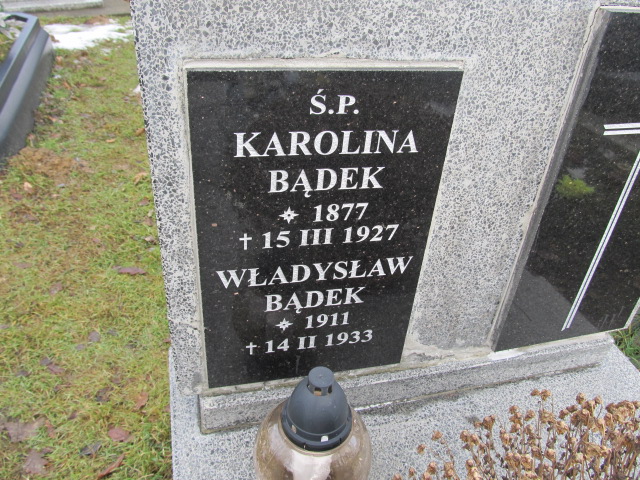 Ś.P.
KAROLINA
BĄDEK
✴ 1877
† 15 III 1927
WŁADYSŁAW
BĄDEK
✴ 1911
† 14 II 1933